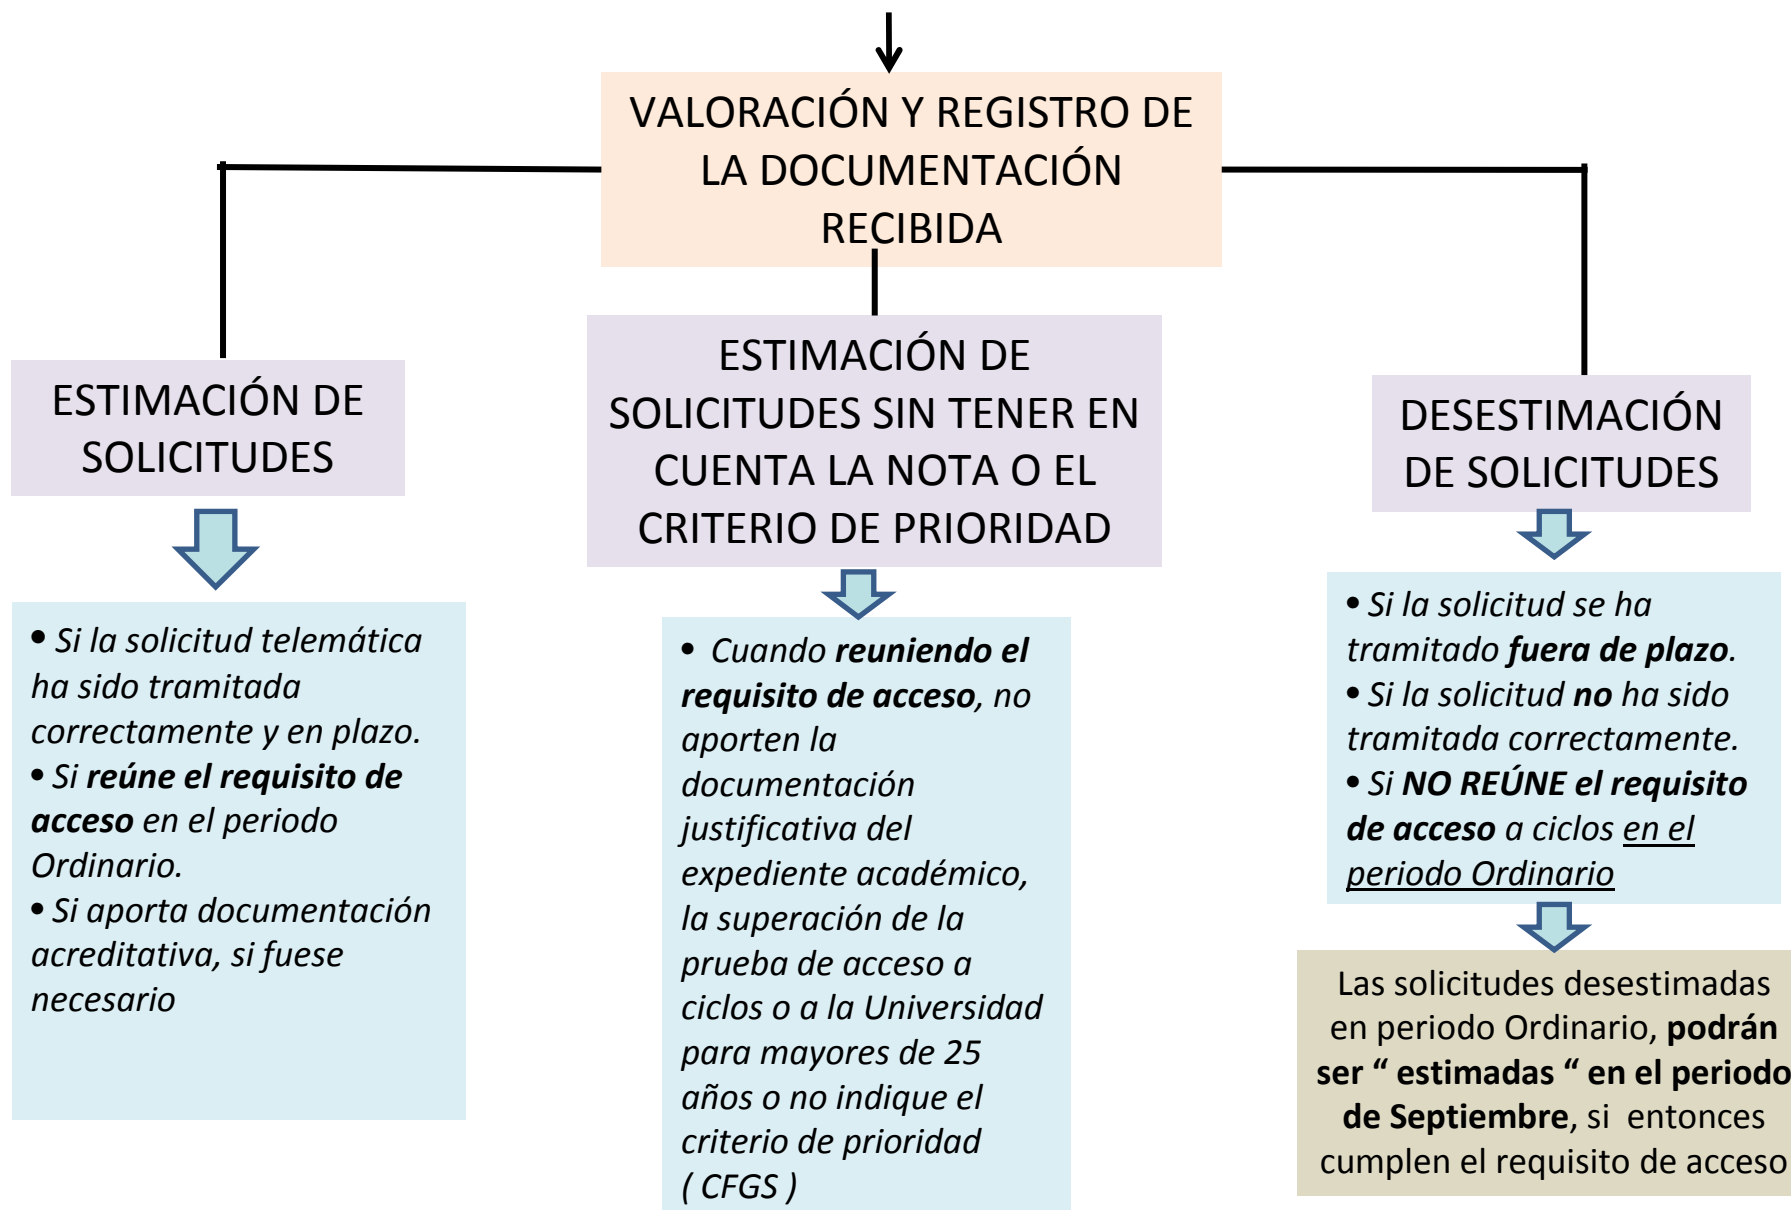 VALORACIÓN Y REGISTRO DE
LA DOCUMENTACIÓN
RECIBIDA
ESTIMACIÓN DE
SOLICITUDES
• Si la solicitud telemática
ha sido tramitada
correctamente y en plazo.
• Si reúne el requisito de
acceso en el periodo
Ordinario.
• Si aporta documentación
acreditativa, si fuese
necesario
ESTIMACIÓN DE
SOLICITUDES SIN TENER EN
CUENTA LA NOTA O EL
CRITERIO DE PRIORIDAD
• Cuando reuniendo el
requisito de acceso, no
aporten la
documentación
justificativa del
expediente académico,
la superación de la
prueba de acceso a
ciclos o a la Universidad
para mayores de 25
años o no indique el
criterio de prioridad
( CFGS )
DESESTIMACIÓN
DE SOLICITUDES
• Si la solicitud se ha
tramitado fuera de plazo.
• Si la solicitud no ha sido
tramitada correctamente.
• Si NO REÚNE el requisito
de acceso a ciclos en el
periodo Ordinario
Las solicitudes desestimadas
en periodo Ordinario, podrán
ser “ estimadas “ en el periodo
de Septiembre, si entonces
cumplen el requisito de acceso